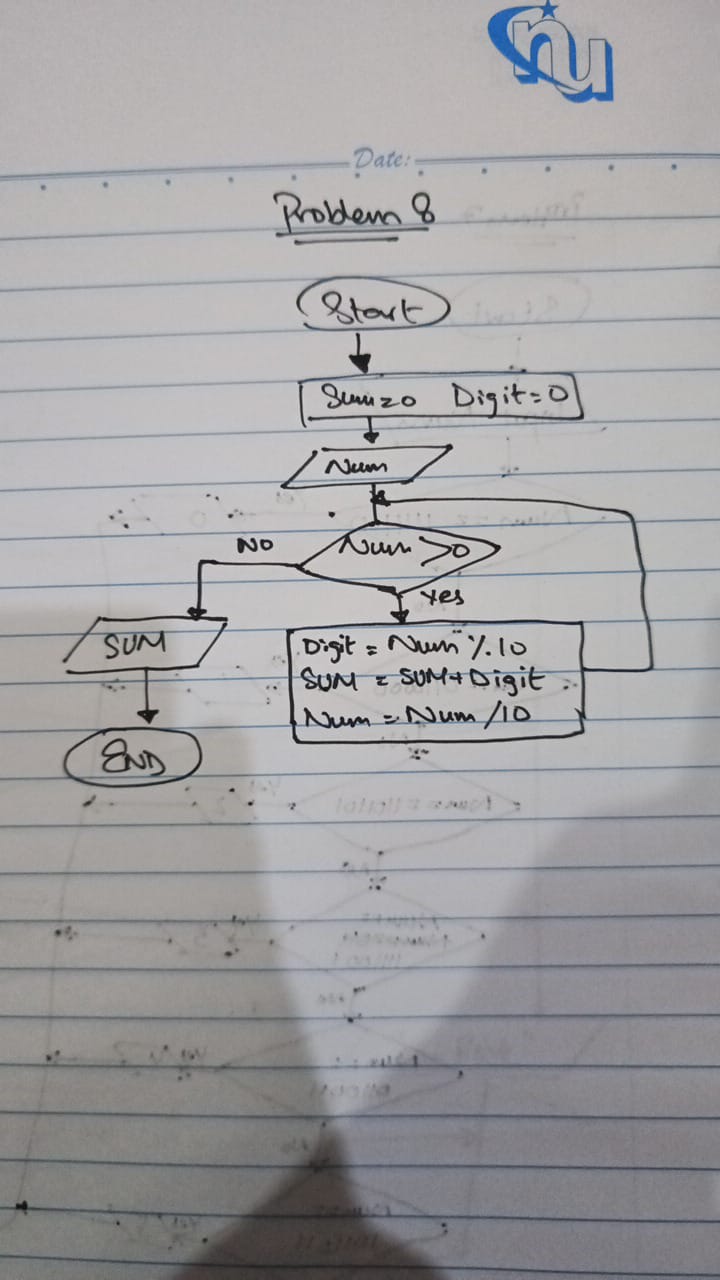 nu
Date:
Problem 8
Start
Sum=0 Digit=0
Num
Num >0
NO
Yes
SUM
Digit = Num %10
SUM = SUM+Digit
Num = Num /10
END